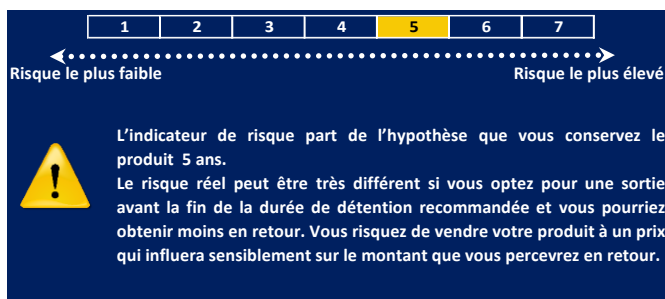 1 2 3 4 5 6 7
Risque le plus faible Risque le plus élevé
L'indicateur de risque part de l'hypothèse que vous conservez le
produit 5 ans.
Le risque réel peut être très différent si vous optez pour une sortie
avant la fin de la durée de détention recommandée et vous pourriez
obtenir moins en retour. Vous risquez de vendre votre produit à un prix
qui influera sensiblement sur le montant que vous percevrez en retour.